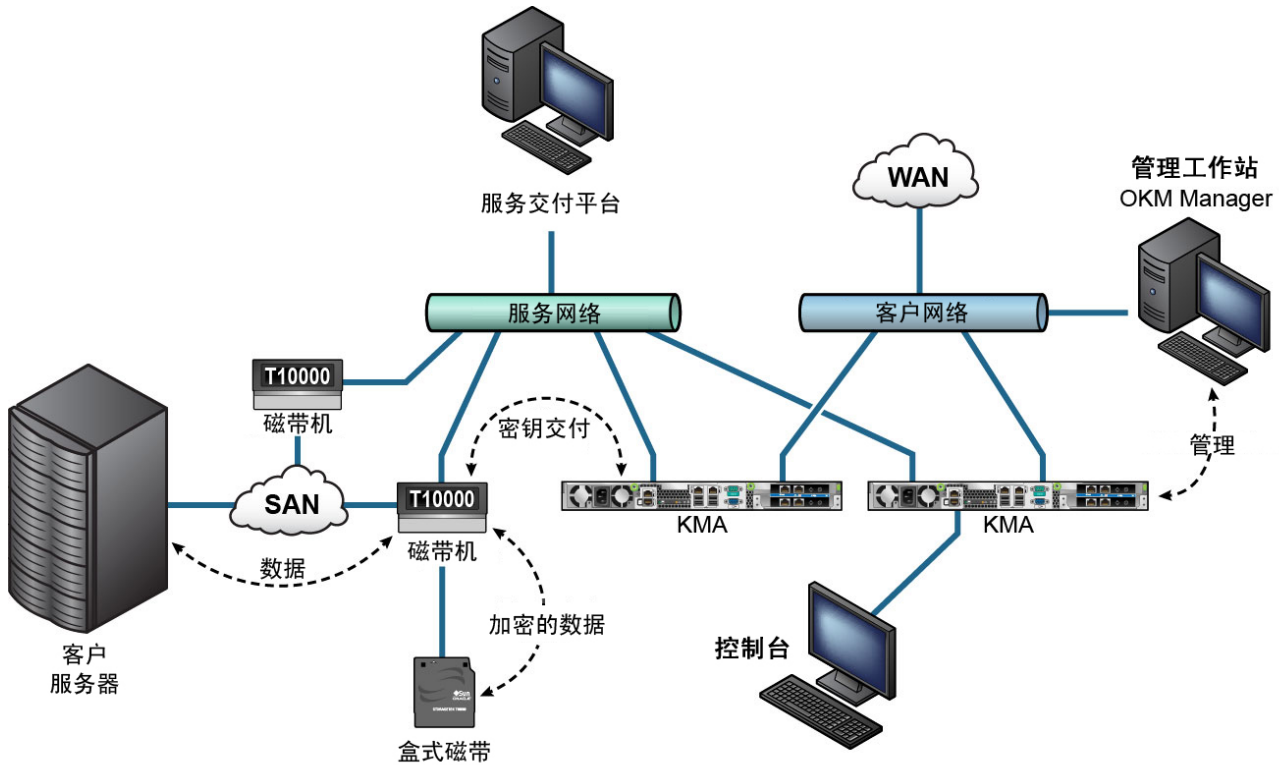 服务交付平台
WAN
管理工作站
OKM Manager
服务网络
客户网络
T10000
磁带机
密钥交付
管理
SAN
T10000
KMA
KMA
磁带机
数据
加密的数据
控制台
客户
服务器
Sun
盒式磁带